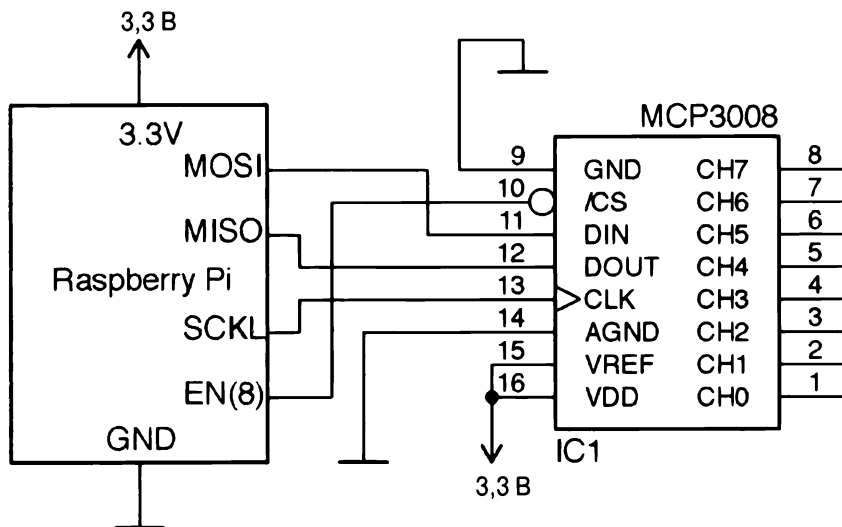 3,3 В
3.3V
MOSI
MISO
Raspberry Pi
SCKL
EN(8)
GND
MCP3008
9 GND CH7 8
10 /CS CH6 7
11 DIN CH5 6
12 DOUT CH4 5
13 CLK CH3 4
14 AGND CH2 3
15 VREF CH1 2
16 VDD CH0 1
IC1
3,3 В